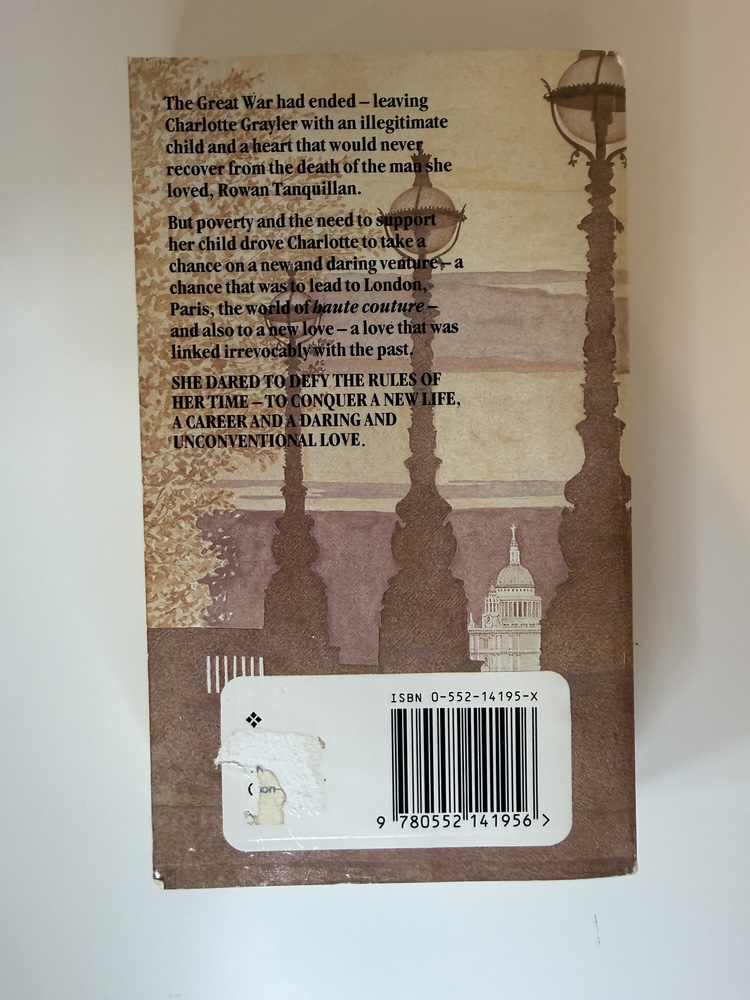 The Great War had ended – leaving
Charlotte Grayler with an illegitimate
child and a heart that would never
recover from the death of the man she
loved, Rowan Tanquillan.
But poverty and the need to support
her child drove Charlotte to take a
chance on a new and daring venture – a
chance that was to lead to London,
Paris, the world of haute couture –
and also to a new love – a love that was
linked irrevocably with the past.
SHE DARED TO DEFY THE RULES OF
HER TIME – TO CONQUER A NEW LIFE,
A CAREER AND A DARING AND
UNCONVENTIONAL LOVE.
ISBN 0-552-14195-X
9 780552 141956 >